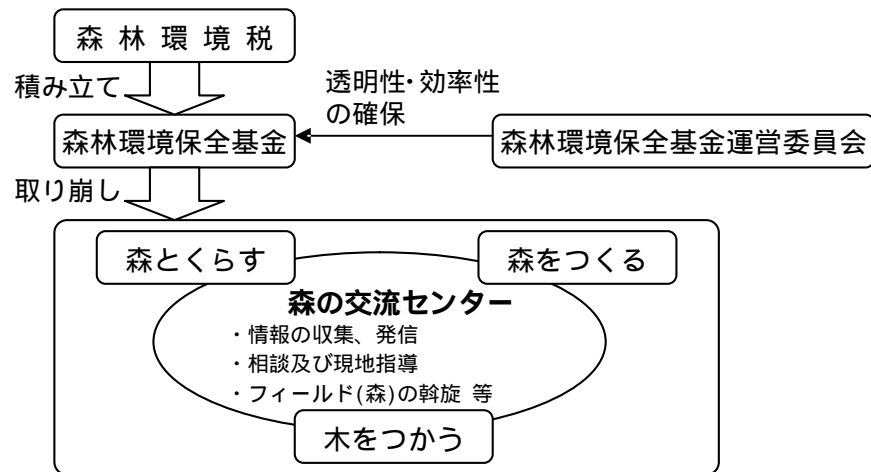 森林環境税
積み立て
透明性・効率性
の確保
森林環境保全基金
森林環境保全基金運営委員会
取り崩し
森とくらす
森をつくる
森の交流センター
・情報の収集、発信
・相談及び現地指導
・フィールド(森)の斡旋 等
木をつかう